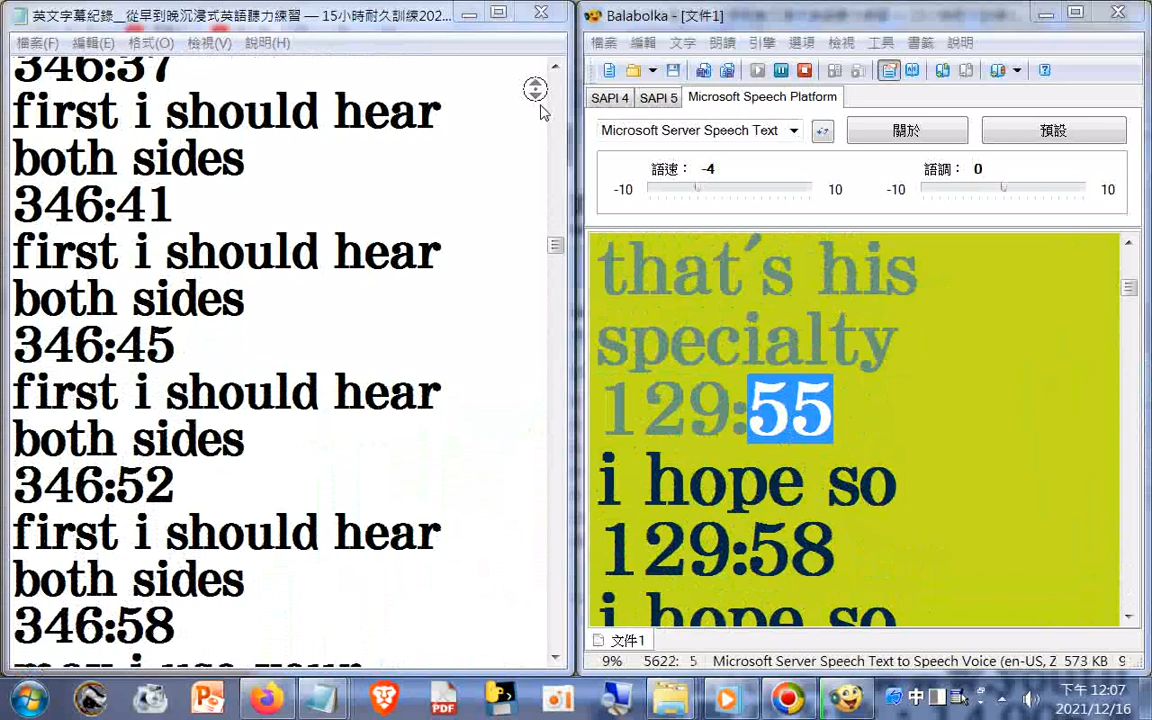 英文字幕紀錄__從早到晚沉浸式英語聽力練習 — 15小時耐久訓練202...
檔案(F) 編輯(E) 格式(O) 檢視(V) 說明(H)
346:37
first i should hear
both sides
346:41
first i should hear
both sides
346:45
first i should hear
both sides
346:52
first i should hear
both sides
346:58
may i use your
Balabolka - [文件1]
檔案 編輯 文字 朗讀 引擎 選項 檢視 工具 書籤 說明
SAPI 4 SAPI 5 Microsoft Speech Platform
Microsoft Server Speech Text 關於 預設
語速: -4 語調: 0
-10 10 -10 10
that's his
specialty
129:55
i hope so
129:58
i hope so
文件1
9% 5622: 5 Microsoft Server Speech Text to Speech Voice (en-US, Z 573 KB 9
PDF
中
下午 12:07
2021/12/16